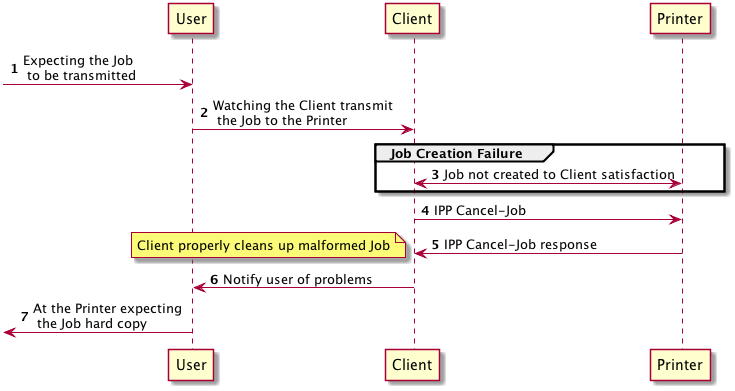 User
Client
Printer
1 Expecting the Job
to be transmitted
2 Watching the Client transmit
the Job to the Printer
Job Creation Failure
3 Job not created to Client satisfaction
4 IPP Cancel-Job
Client properly cleans up malformed Job
5 IPP Cancel-Job response
6 Notify user of problems
7 At the Printer expecting
the Job hard copy
User
Client
Printer